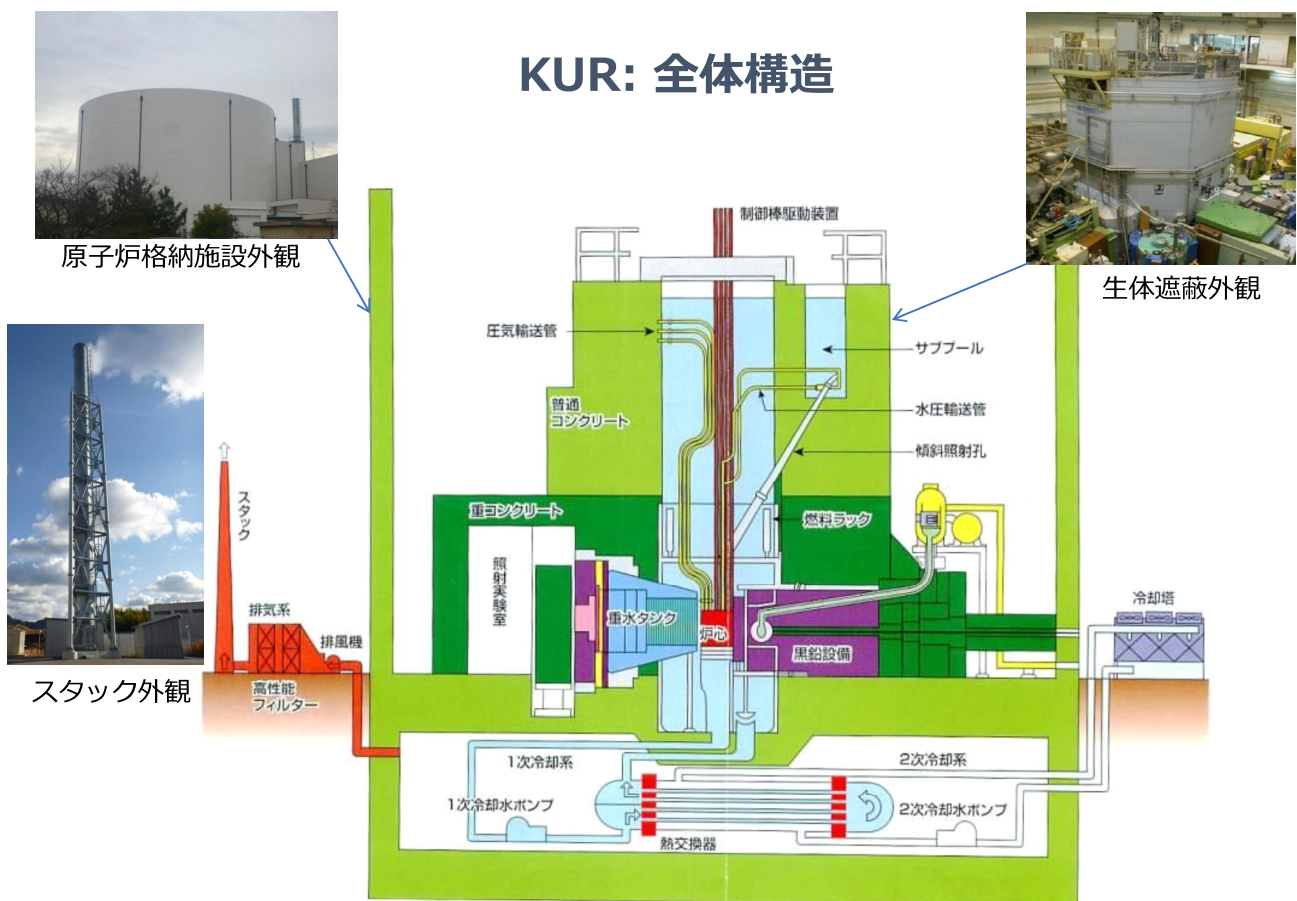 KUR: 全体構造
原子炉格納施設外観
生体遮蔽外観
制御棒駆動装置
圧気輸送管
サブプール
水圧輸送管
普通
コンクリート
傾斜照射孔
スタック
重コンクリート
燃料ラック
照射実験室
重水タンク
炉心
黒鉛設備
冷却塔
排気系
排風機
高性能
フィルター
スタック外観
1次冷却系
2次冷却系
1次冷却水ポンプ
2次冷却水ポンプ
熱交換器